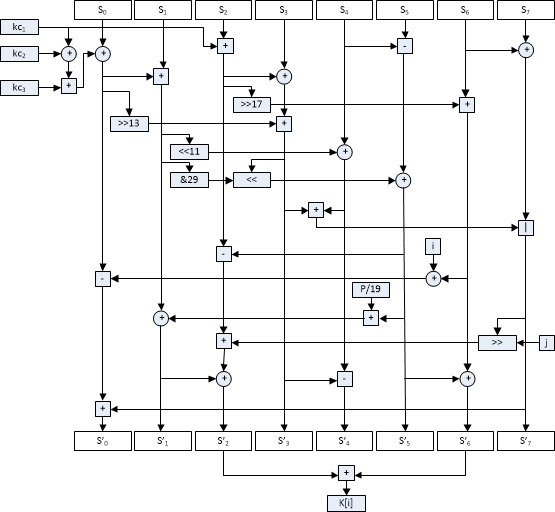 S₀ S₁ S₂ S₃ S₄ S₅ S₆ S₇
kc₁
+ -
kc₂ + + +
+ +
kc₃ +
>>17 +
>>13 +
<<11 +
&29 << +
+
|
i
-
- +
P/19
+ +
+ >> j
+ - +
+
S'₀ S'₁ S'₂ S'₃ S'₄ S'₅ S'₆ S'₇
+
K[i]